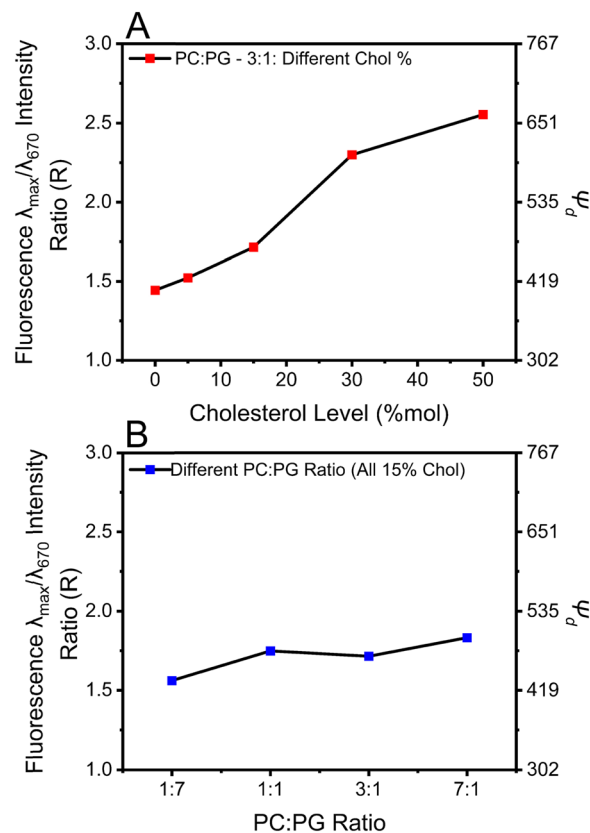 A
PC:PG - 3:1: Different Chol %
Fluorescence λmax/λ670 Intensity
Ratio (R)
3.0
2.5
2.0
1.5
1.0
767
651
535
419
302
Ψd
0 10 20 30 40 50
Cholesterol Level (%mol)
B
Different PC:PG Ratio (All 15% Chol)
Fluorescence λmax/λ670 Intensity
Ratio (R)
3.0
2.5
2.0
1.5
1.0
767
651
535
419
302
Ψd
1:7 1:1 3:1 7:1
PC:PG Ratio